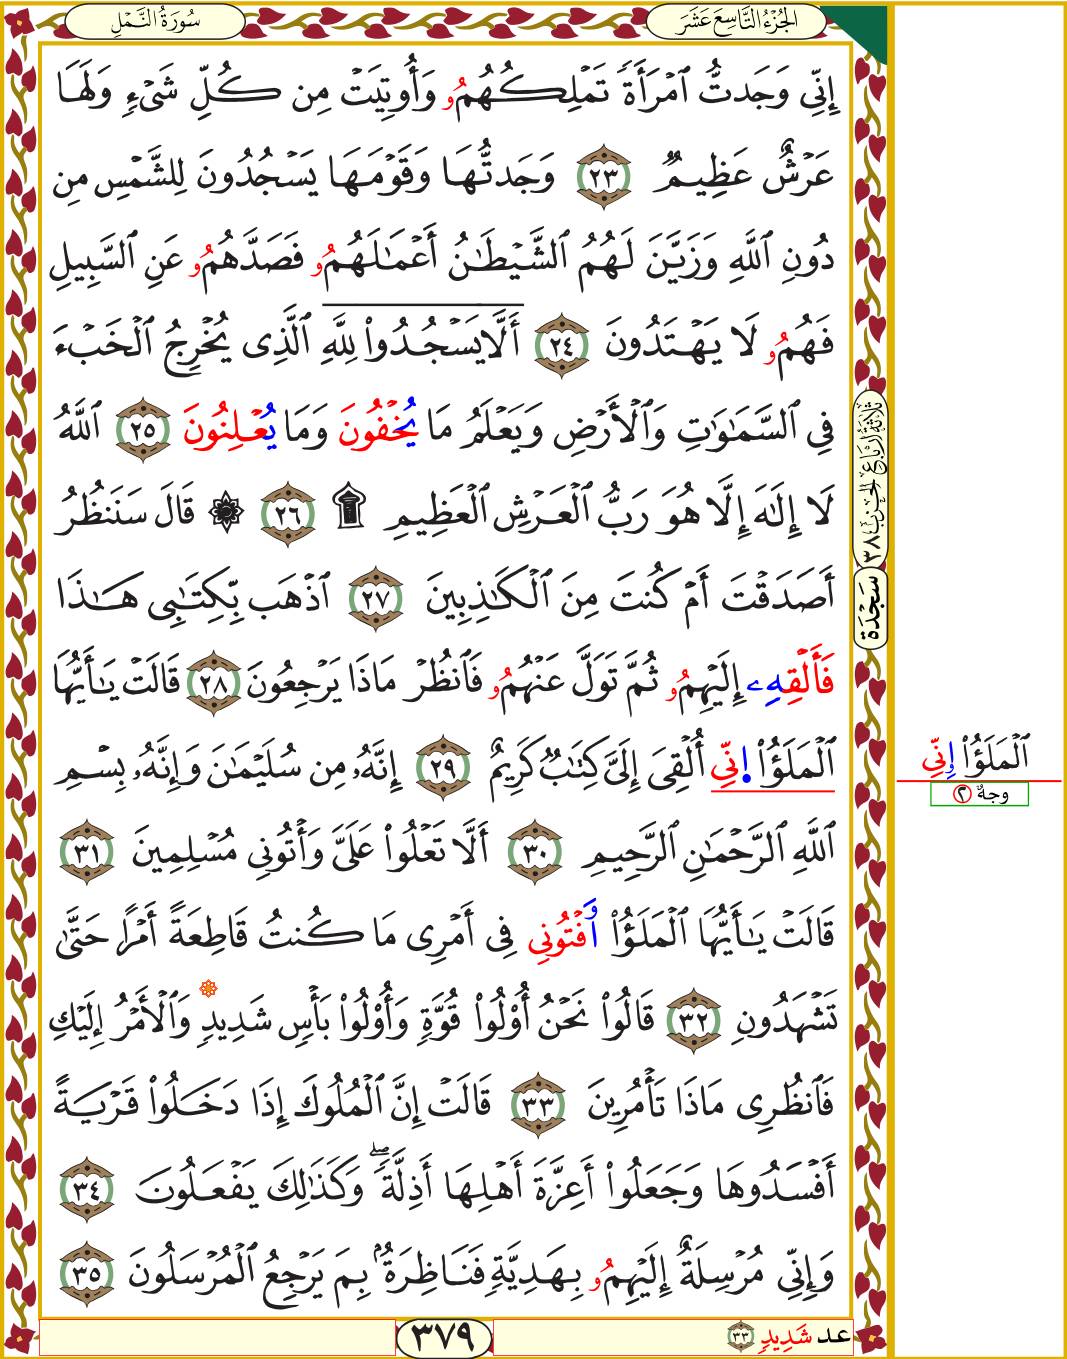 سُورَةُ النَّمْلِ
الجُزْءُ التَّاسِعَ عَشَرَ
إِنِّي وَجَدتُّ ٱمْرَأَةً تَمْلِكُهُمُۥ وَأُوتِيَتْ مِن كُلِّ شَىْءٍ وَلَهَا
عَرْشٌ عَظِيمٌ ٢٣ وَجَدتُّهَا وَقَوْمَهَا يَسْجُدُونَ لِلشَّمْسِ مِن
دُونِ ٱللَّهِ وَزَيَّنَ لَهُمُ ٱلشَّيْطَٰنُ أَعْمَٰلَهُمُۥ فَصَدَّهُمُۥ عَنِ ٱلسَّبِيلِ
فَهُمُۥ لَا يَهْتَدُونَ ٢٤ أَلَّا يَسْجُدُوا۟ لِلَّهِ ٱلَّذِى يُخْرِجُ ٱلْخَبْءَ
فِى ٱلسَّمَٰوَٰتِ وَٱلْأَرْضِ وَيَعْلَمُ مَا يُخْفُونَ وَمَا يُعْلِنُونَ ٢٥ ٱللَّهُ
لَا إِلَٰهَ إِلَّا هُوَ رَبُّ ٱلْعَرْشِ ٱلْعَظِيمِ ۩ ٢٦ ۞ قَالَ سَنَنظُرُ
أَصَدَقْتَ أَمْ كُنتَ مِنَ ٱلْكَٰذِبِينَ ٢٧ ٱذْهَب بِّكِتَٰبِى هَٰذَا
فَأَلْقِهِۦ إِلَيْهِمُۥ ثُمَّ تَوَلَّ عَنْهُمُۥ فَٱنظُرْ مَاذَا يَرْجِعُونَ ٢٨ قَالَتْ يَٰأَيُّهَا
ٱلْمَلَؤُا۟ ٱ۪نِّى أُلْقِىَ إِلَىَّ كِتَٰبٌ كَرِيمٌ ٢٩ إِنَّهُۥ مِن سُلَيْمَٰنَ وَإِنَّهُۥ بِسْمِ
ٱللَّهِ ٱلرَّحْمَٰنِ ٱلرَّحِيمِ ٣٠ أَلَّا تَعْلُوا۟ عَلَىَّ وَأْتُونِى مُسْلِمِينَ ٣١
قَالَتْ يَٰأَيُّهَا ٱلْمَلَؤُا۟ وَفْتُونِى فِى أَمْرِى مَا كُنتُ قَاطِعَةً أَمْرًا حَتَّىٰ
تَشْهَدُونِ ٣٢ قَالُوا۟ نَحْنُ أُو۟لُوا۟ قُوَّةٍ وَأُو۟لُوا۟ بَأْسٍ شَدِيدٍ وَٱلْأَمْرُ إِلَيْكِ
فَٱنظُرِى مَاذَا تَأْمُرِينَ ٣٣ قَالَتْ إِنَّ ٱلْمُلُوكَ إِذَا دَخَلُوا۟ قَرْيَةً
أَفْسَدُوهَا وَجَعَلُوا۟ أَعِزَّةَ أَهْلِهَا أَذِلَّةً ۖ وَكَذَٰلِكَ يَفْعَلُونَ ٣٤
وَإِنِّى مُرْسِلَةٌ إِلَيْهِمُۥ بِهَدِيَّةٍ فَنَاظِرَةٌۢ بِمَ يَرْجِعُ ٱلْمُرْسَلُونَ ٣٥
ثَلَاثَةُ أَرْبَاعِ الحِزْبِ ٣٨
سَجْدَة
ٱلْمَلَؤُا۟ إِنِّى
وجهٌ ٢
عد شَدِيدٍ ٣٣
٣٧٩